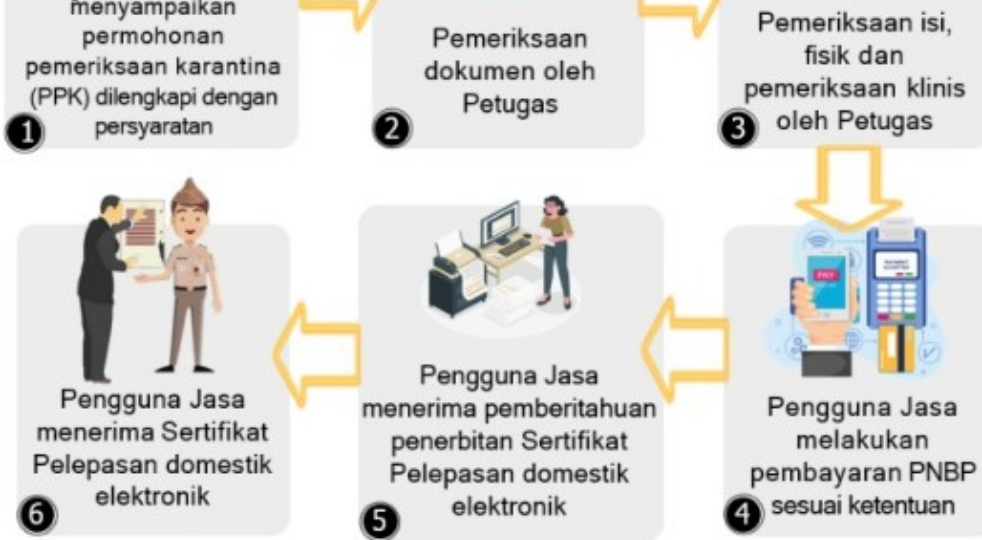 menyampaikan
permohonan
pemeriksaan karantina
(PPK) dilengkapi dengan
persyaratan
1
Pemeriksaan
dokumen oleh
Petugas
2
Pemeriksaan isi,
fisik dan
pemeriksaan klinis
oleh Petugas
3
PAY
Pengguna Jasa
melakukan
pembayaran PNBP
sesuai ketentuan
4
Pengguna Jasa
menerima pemberitahuan
penerbitan Sertifikat
Pelepasan domestik
elektronik
5
Pengguna Jasa
menerima Sertifikat
Pelepasan domestik
elektronik
6